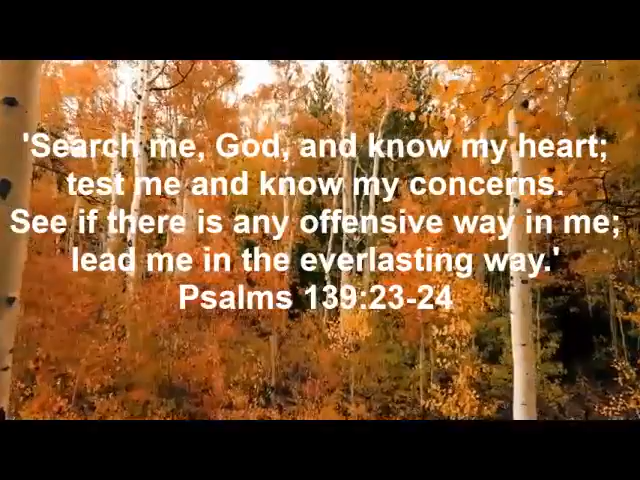 'Search me, God, and know my heart;
test me and know my concerns.
See if there is any offensive way in me;
lead me in the everlasting way.'
Psalms 139:23-24